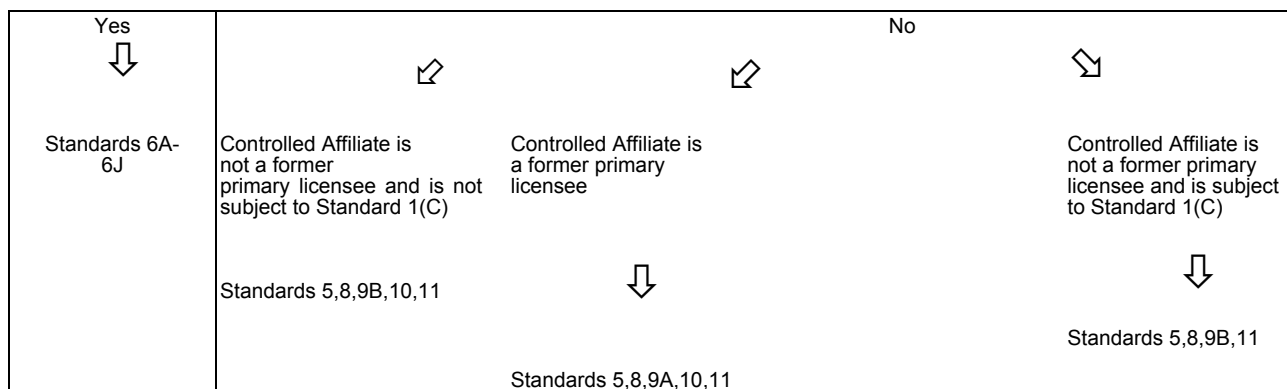 Yes
No
Standards 6A-
6J
Controlled Affiliate is
not a former
primary licensee and is not
subject to Standard 1(C)
Standards 5,8,9B,10,11
Controlled Affiliate is
a former primary
licensee
Standards 5,8,9A,10,11
Controlled Affiliate is
not a former primary
licensee and is subject
to Standard 1(C)
Standards 5,8,9B,11